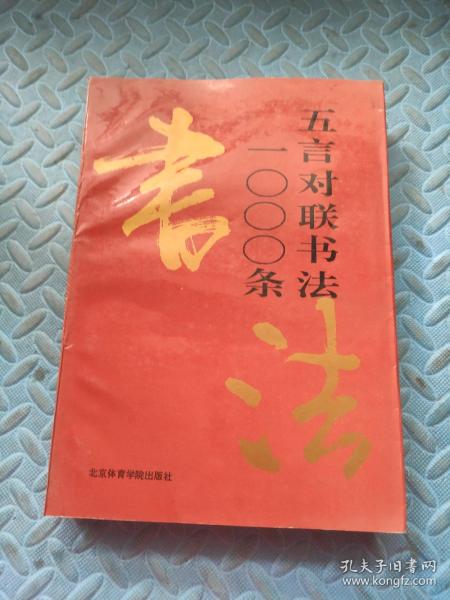 五言对联书法
一〇〇〇条
書
法
北京体育学院出版社
孔夫子旧书网
www.kongfz.com